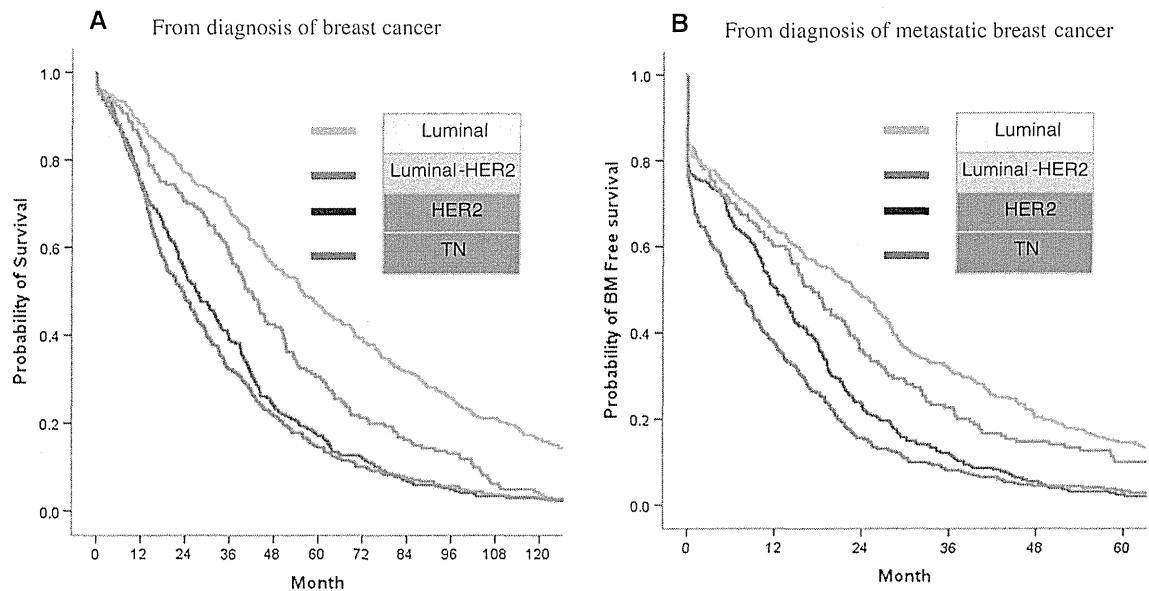 A From diagnosis of breast cancer
Probability of Survival
1.0
0.8
0.6
0.4
0.2
0.0
Luminal
Luminal-HER2
HER2
TN
0 12 24 36 48 60 72 84 96 108 120
Month
B From diagnosis of metastatic breast cancer
Probability of BM Free survival
1.0
0.8
0.6
0.4
0.2
0.0
Luminal
Luminal-HER2
HER2
TN
0 12 24 36 48 60
Month